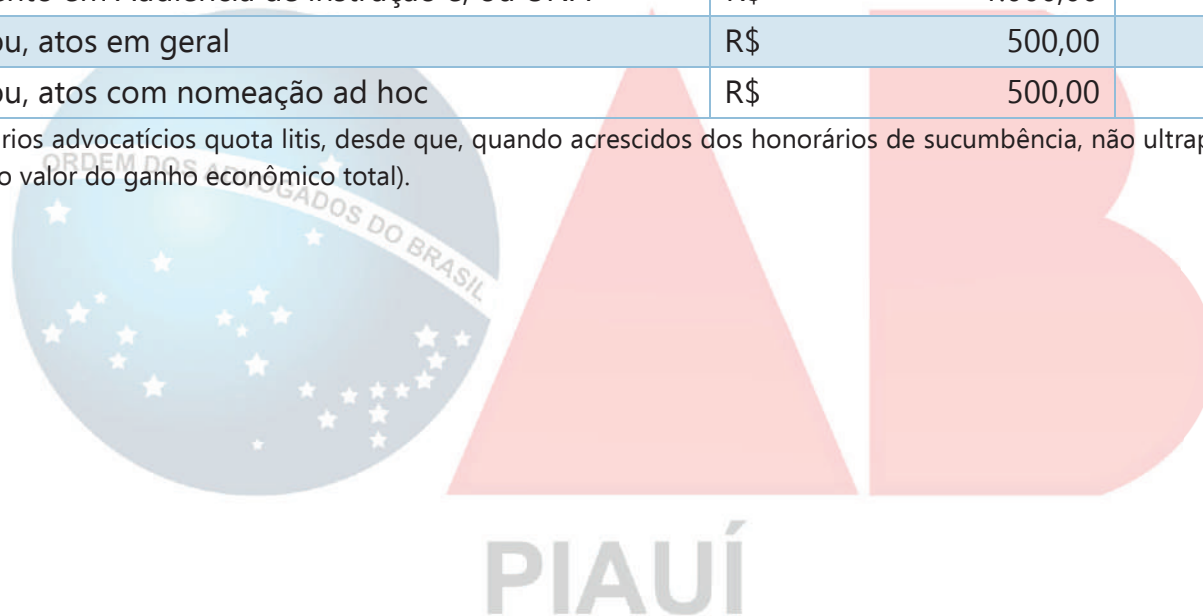 ou, atos em geral R$ 500,00
ou, atos com nomeação ad hoc R$ 500,00
rios advocatícios quota litis, desde que, quando acrescidos dos honorários de sucumbência, não ultrap
o valor do ganho econômico total).
ORDEM DOS ADVOGADOS DO BRASIL
PIAUÍ